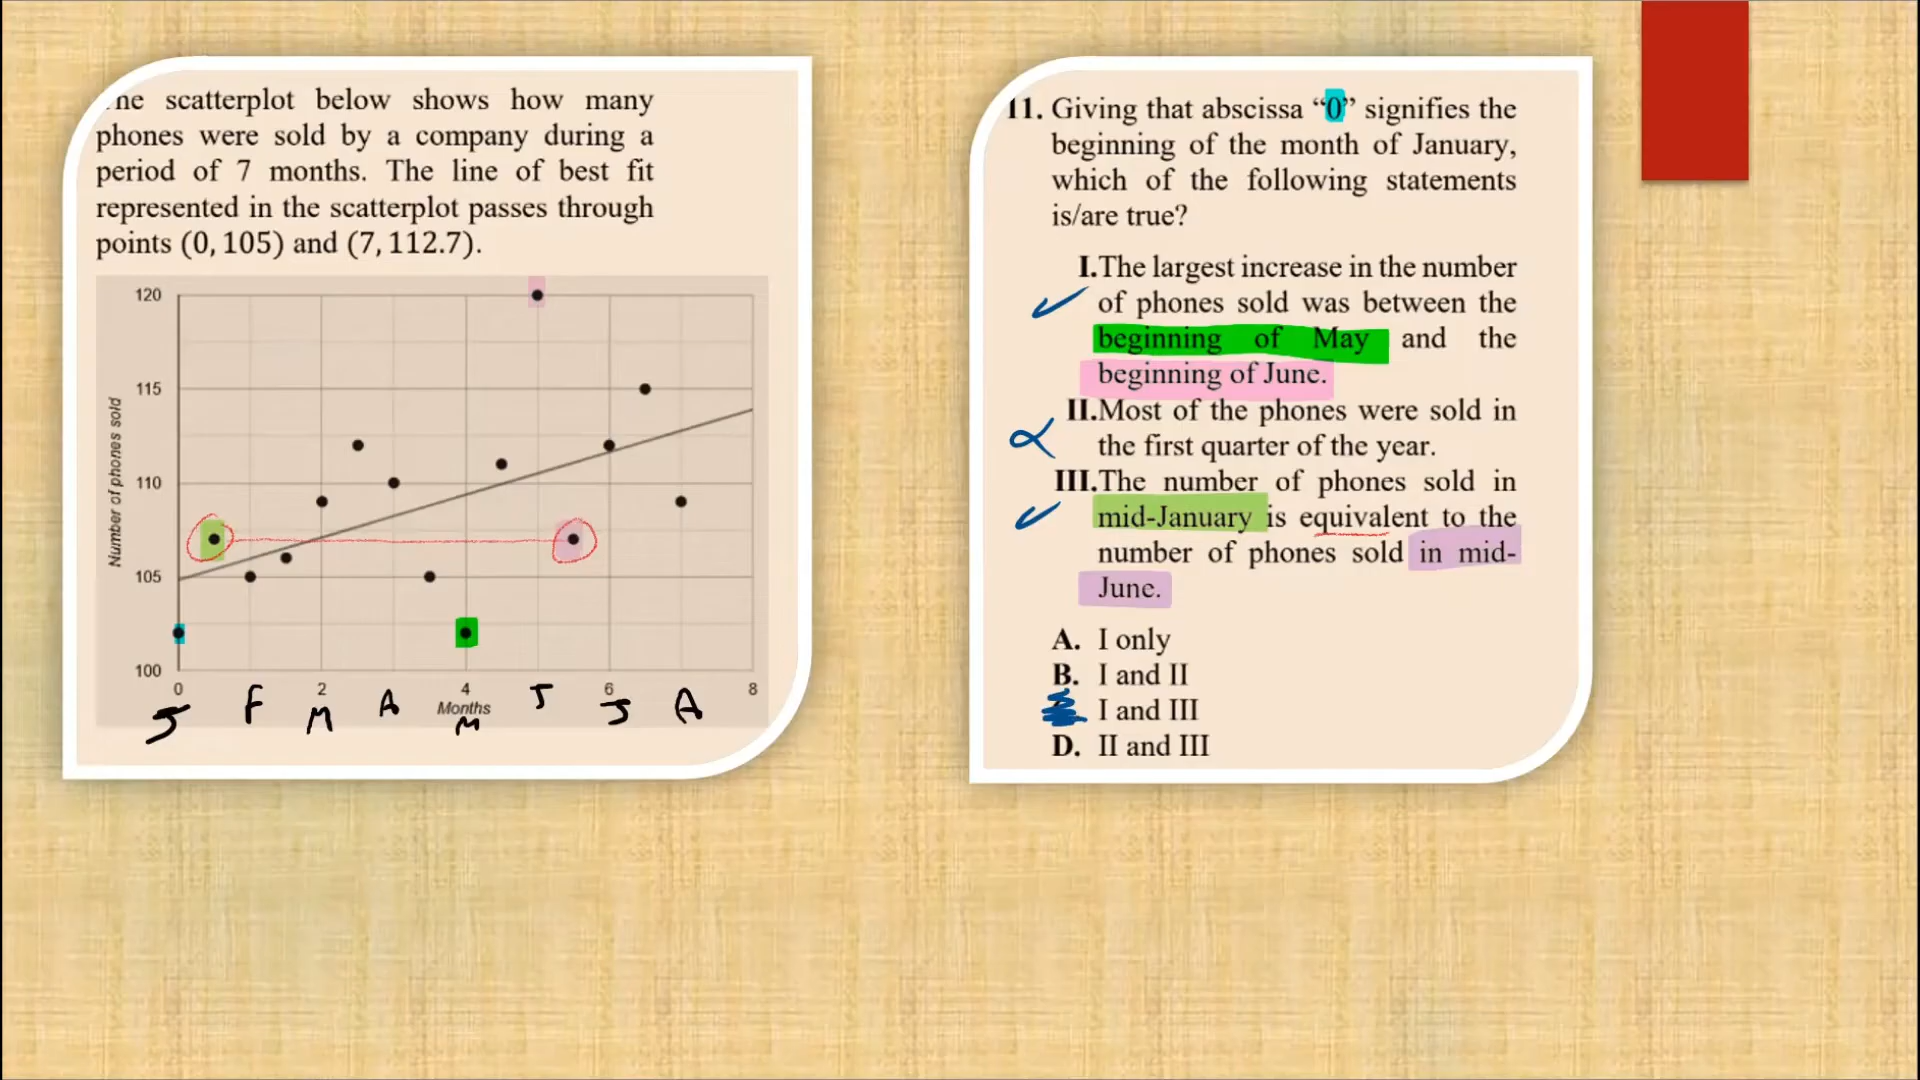 he scatterplot below shows how many
phones were sold by a company during a
period of 7 months. The line of best fit
represented in the scatterplot passes through
points (0, 105) and (7, 112.7).
120
115
110
105
100
Number of phones sold
0 2 4 6 8
Months
J F M A M J J A
11. Giving that abscissa “0” signifies the
beginning of the month of January,
which of the following statements
is/are true?
I.The largest increase in the number
of phones sold was between the
beginning of May and the
beginning of June.
II.Most of the phones were sold in
the first quarter of the year.
III.The number of phones sold in
mid-January is equivalent to the
number of phones sold in mid-
June.
A. I only
B. I and II
I and III
D. II and III